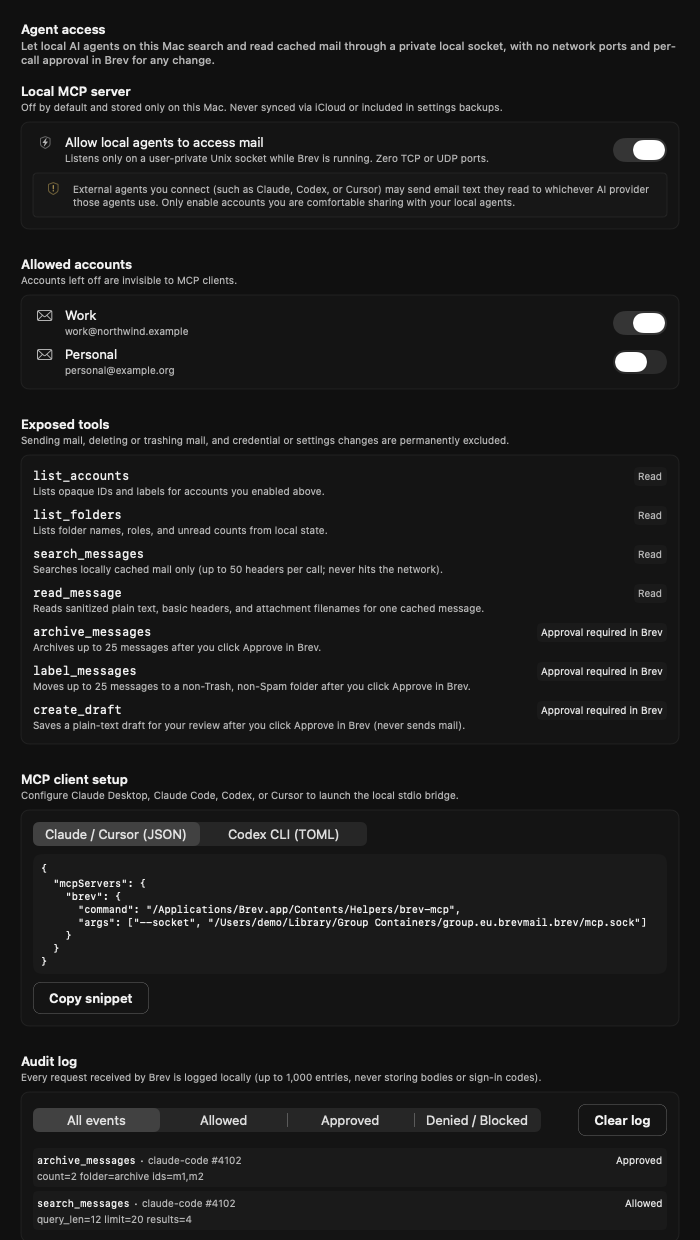 Agent access
Let local AI agents on this Mac search and read cached mail through a private local socket, with no network ports and per-
call approval in Brev for any change.
Local MCP server
Off by default and stored only on this Mac. Never synced via iCloud or included in settings backups.
Allow local agents to access mail
Listens only on a user-private Unix socket while Brev is running. Zero TCP or UDP ports.
External agents you connect (such as Claude, Codex, or Cursor) may send email text they read to whichever AI provider
those agents use. Only enable accounts you are comfortable sharing with your local agents.
Allowed accounts
Accounts left off are invisible to MCP clients.
Work
work@northwind.example
Personal
personal@example.org
Exposed tools
Sending mail, deleting or trashing mail, and credential or settings changes are permanently excluded.
list_accounts Read
Lists opaque IDs and labels for accounts you enabled above.
list_folders Read
Lists folder names, roles, and unread counts from local state.
search_messages Read
Searches locally cached mail only (up to 50 headers per call; never hits the network).
read_message Read
Reads sanitized plain text, basic headers, and attachment filenames for one cached message.
archive_messages Approval required in Brev
Archives up to 25 messages after you click Approve in Brev.
label_messages Approval required in Brev
Moves up to 25 messages to a non-Trash, non-Spam folder after you click Approve in Brev.
create_draft Approval required in Brev
Saves a plain-text draft for your review after you click Approve in Brev (never sends mail).
MCP client setup
Configure Claude Desktop, Claude Code, Codex, or Cursor to launch the local stdio bridge.
Claude / Cursor (JSON) Codex CLI (TOML)
{
  "mcpServers": {
    "brev": {
      "command": "/Applications/Brev.app/Contents/Helpers/brev-mcp",
      "args": ["--socket", "/Users/demo/Library/Group Containers/group.eu.brevmail.brev/mcp.sock"]
    }
  }
}
Copy snippet
Audit log
Every request received by Brev is logged locally (up to 1,000 entries, never storing bodies or sign-in codes).
All events Allowed Approved Denied / Blocked Clear log
archive_messages · claude-code #4102 Approved
count=2 folder=archive ids=m1,m2
search_messages · claude-code #4102 Allowed
query_len=12 limit=20 results=4